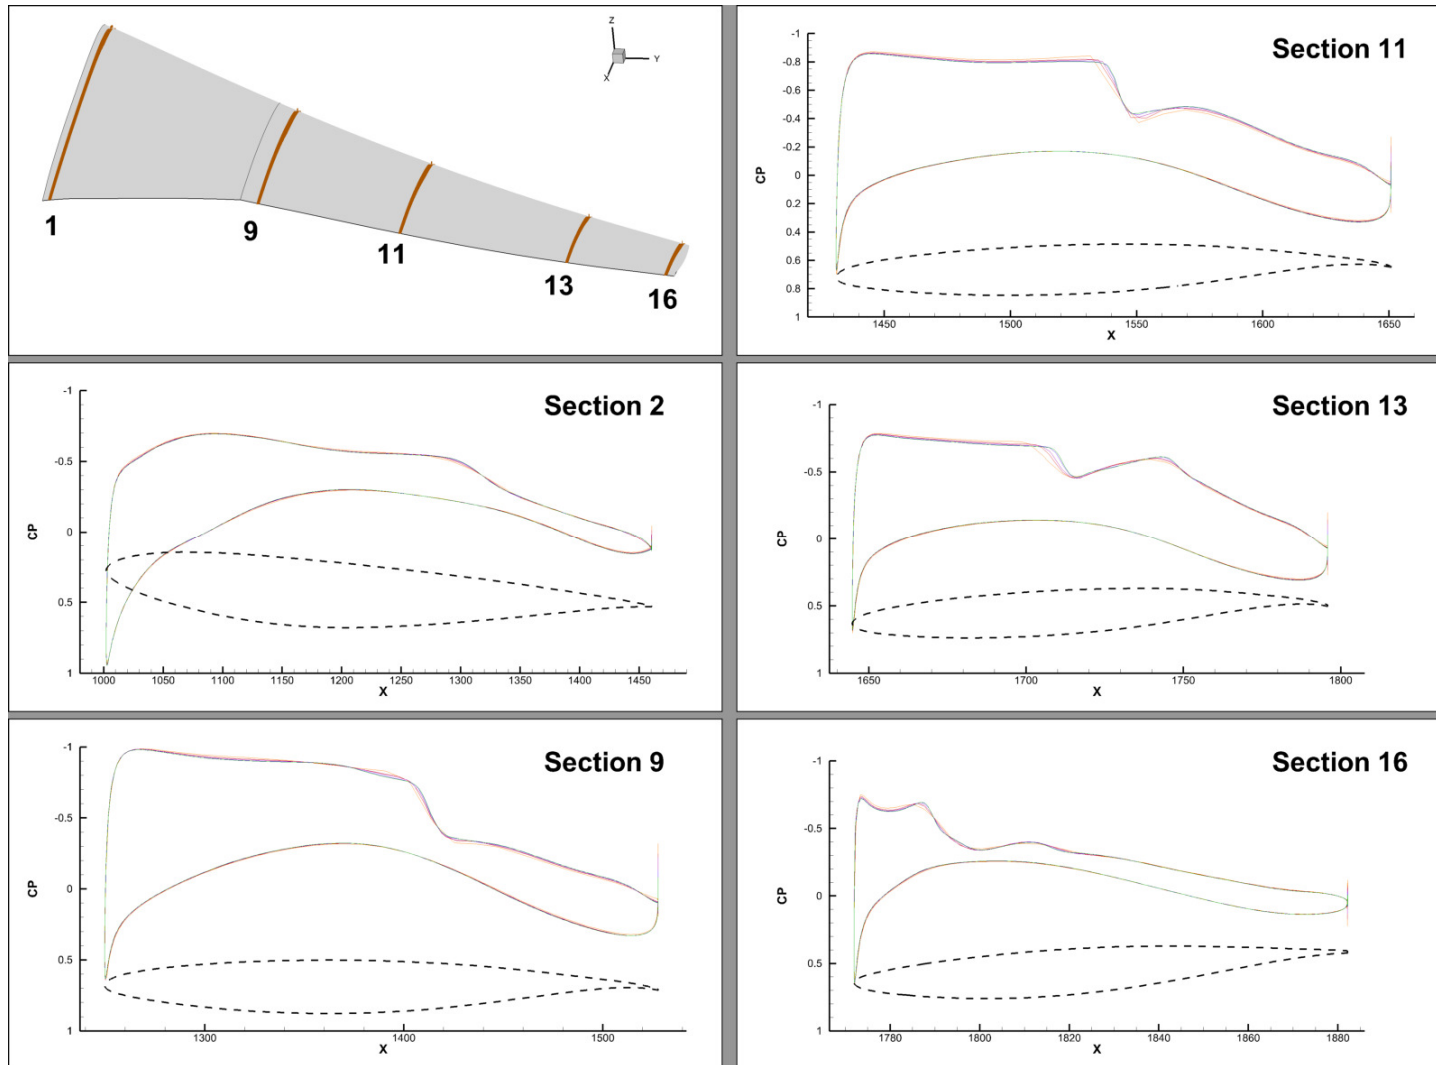 Z
Y
X
1
9
11
13
16
Section 11
-1
-0.8
-0.6
-0.4
-0.2
0
0.2
0.4
0.6
0.8
1
CP
1450 1500 1550 1600 1650
X
Section 2
-1
-0.5
0
0.5
1
CP
1000 1050 1100 1150 1200 1250 1300 1350 1400 1450
X
Section 13
-1
-0.5
0
0.5
1
CP
1650 1700 1750 1800
X
Section 9
-1
-0.5
0
0.5
1
CP
1300 1400 1500
X
Section 16
-1
-0.5
0
0.5
1
CP
1780 1800 1820 1840 1860 1880
X